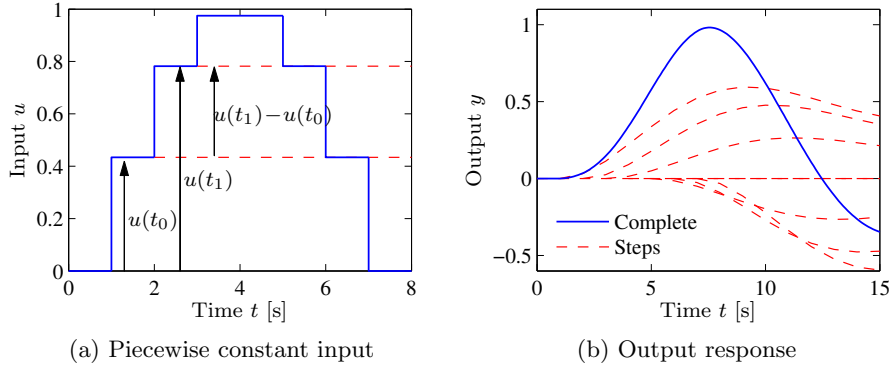 1
0.8
0.6
0.4
0.2
0
Input u
u(t₁)−u(t₀)
u(t₁)
u(t₀)
0 2 4 6 8
Time t [s]
(a) Piecewise constant input
1
0.5
0
−0.5
Output y
Complete
Steps
0 5 10 15
Time t [s]
(b) Output response